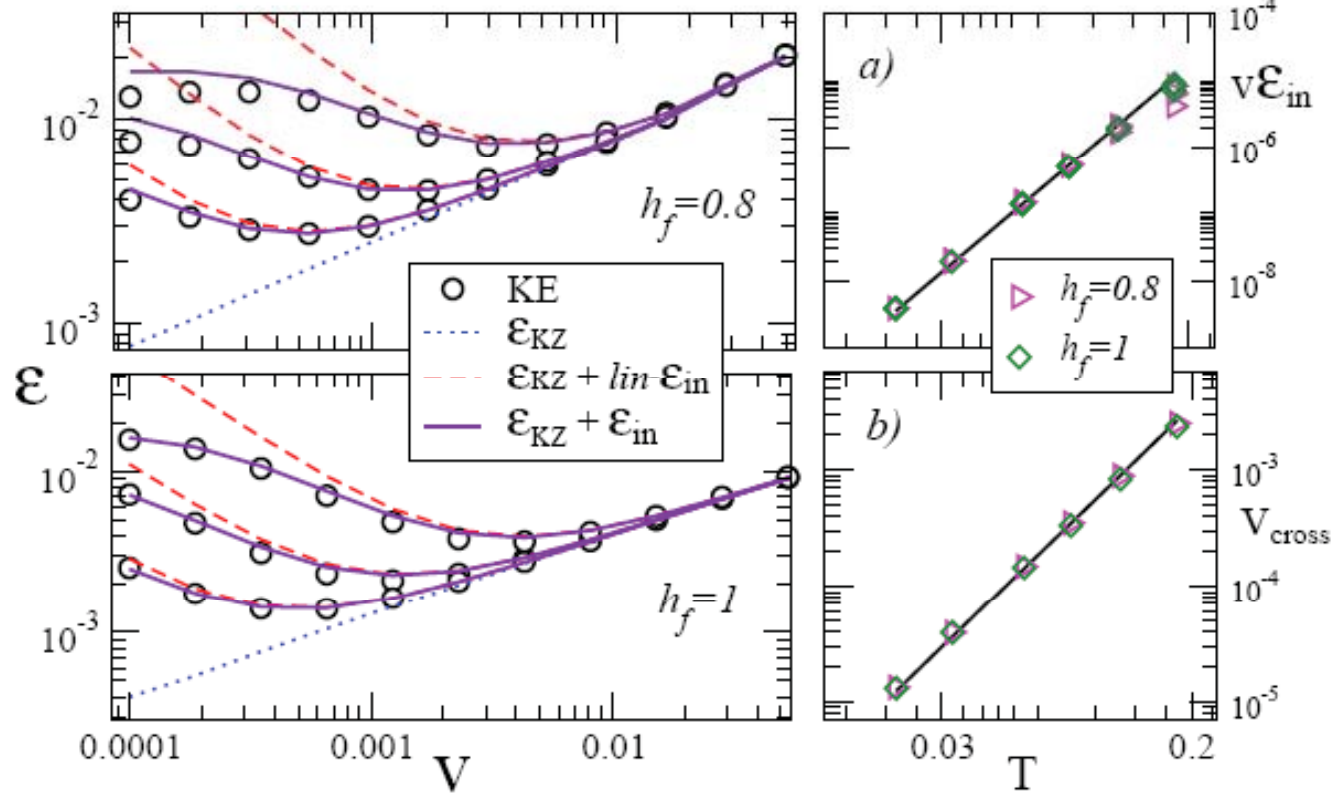 10⁻²
10⁻³
h_f=0.8
KE
ε_KZ
ε_KZ + lin ε_in
ε_KZ + ε_in
ε
10⁻²
10⁻³
h_f=1
0.0001
0.001
0.01
V
a)
10⁻⁴
Vε_in
10⁻⁶
10⁻⁸
h_f=0.8
h_f=1
b)
10⁻³
V_cross
10⁻⁴
10⁻⁵
0.03
T
0.2